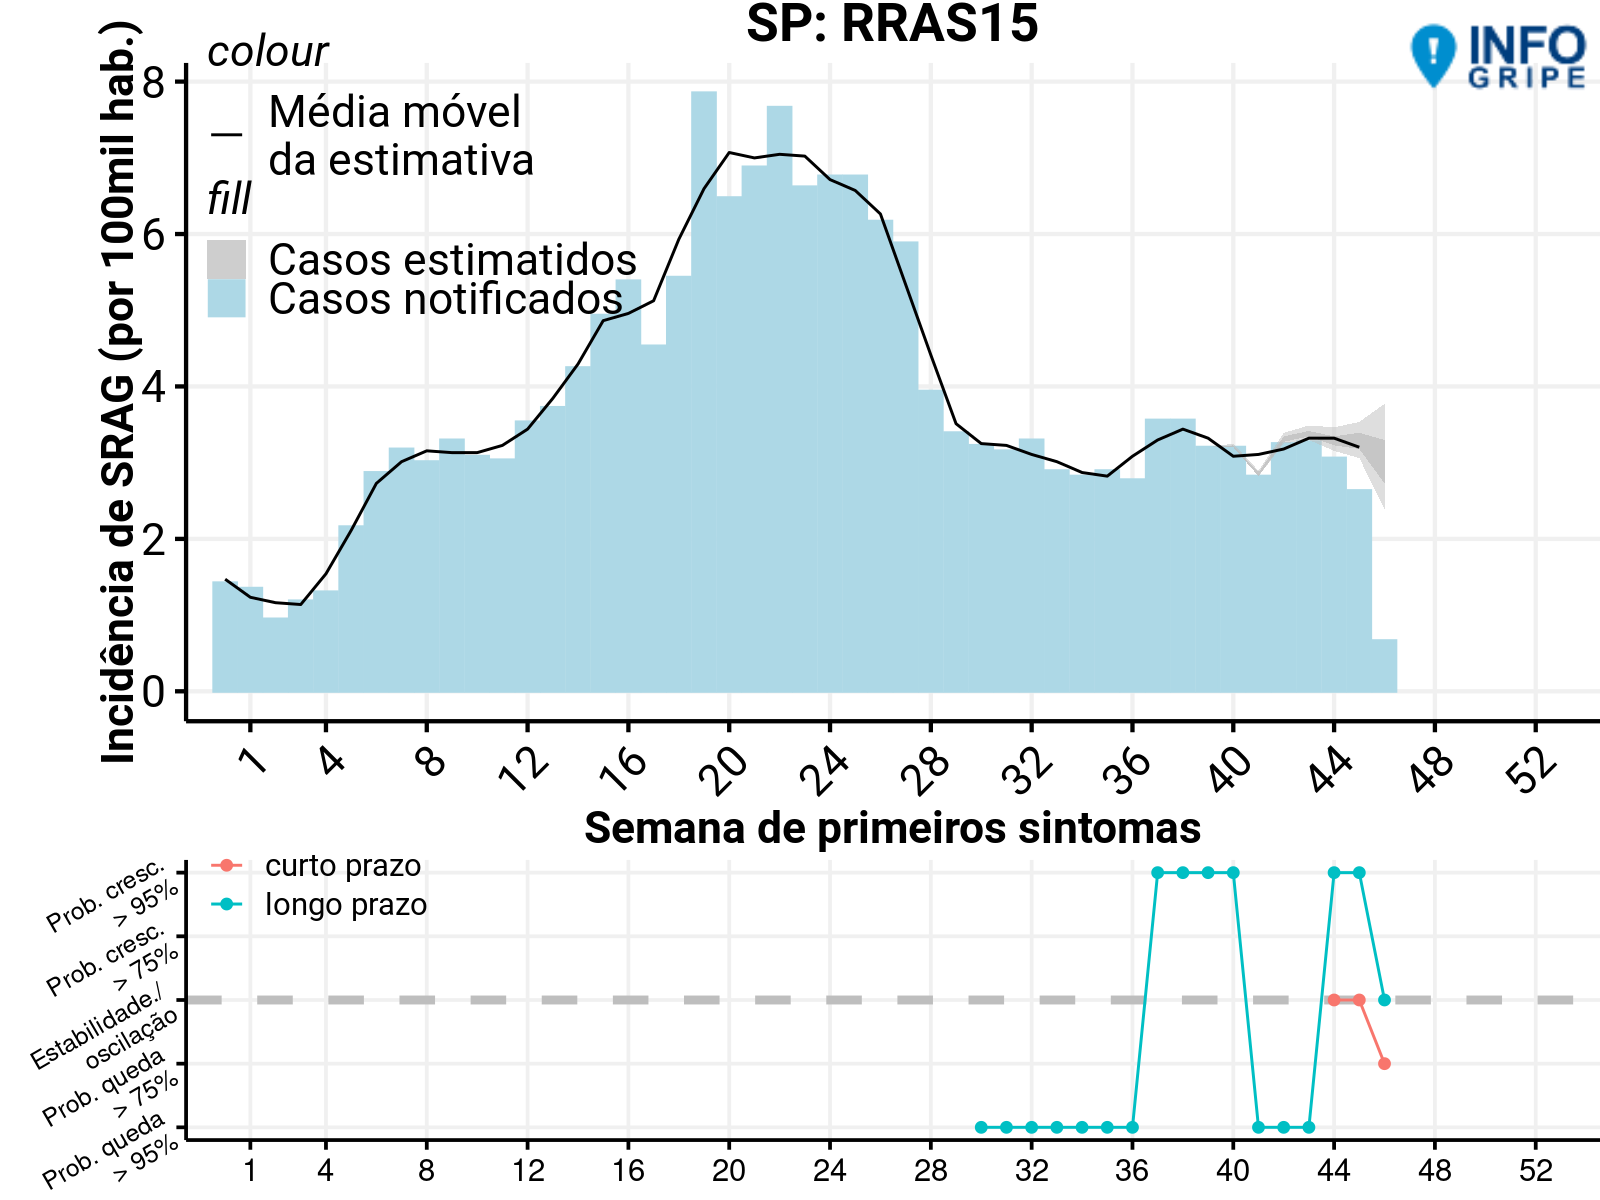 SP: RRAS15
INFO
GRIPE
Incidência de SRAG (por 100mil hab.)
colour
Média móvel
da estimativa
fill
Casos estimatidos
Casos notificados
8
6
4
2
0
1 4 8 12 16 20 24 28 32 36 40 44 48 52
Semana de primeiros sintomas
curto prazo
longo prazo
Prob. cresc.
> 95%
Prob. cresc.
> 75%
Estabilidade./
oscilação
Prob. queda
> 75%
Prob. queda
> 95%
1 4 8 12 16 20 24 28 32 36 40 44 48 52